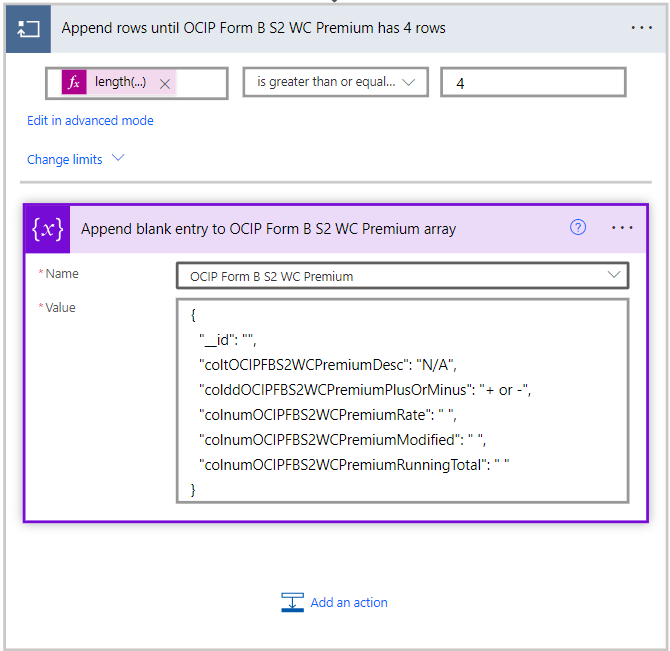 Append rows until OCIP Form B S2 WC Premium has 4 rows
fx length(...) × is greater than or equal... 4
Edit in advanced mode
Change limits
{x} Append blank entry to OCIP Form B S2 WC Premium array ? ...
* Name OCIP Form B S2 WC Premium
* Value
{
"__id": "",
"coltOCIPFBS2WCPremiumDesc": "N/A",
"colddOCIPFBS2WCPremiumPlusOrMinus": "+ or -",
"colnumOCIPFBS2WCPremiumRate": " ",
"colnumOCIPFBS2WCPremiumModified": " ",
"colnumOCIPFBS2WCPremiumRunningTotal": " "
}
Add an action